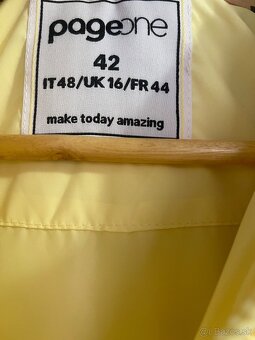 pageone
42
IT48/UK 16/FR 44
make today amazing